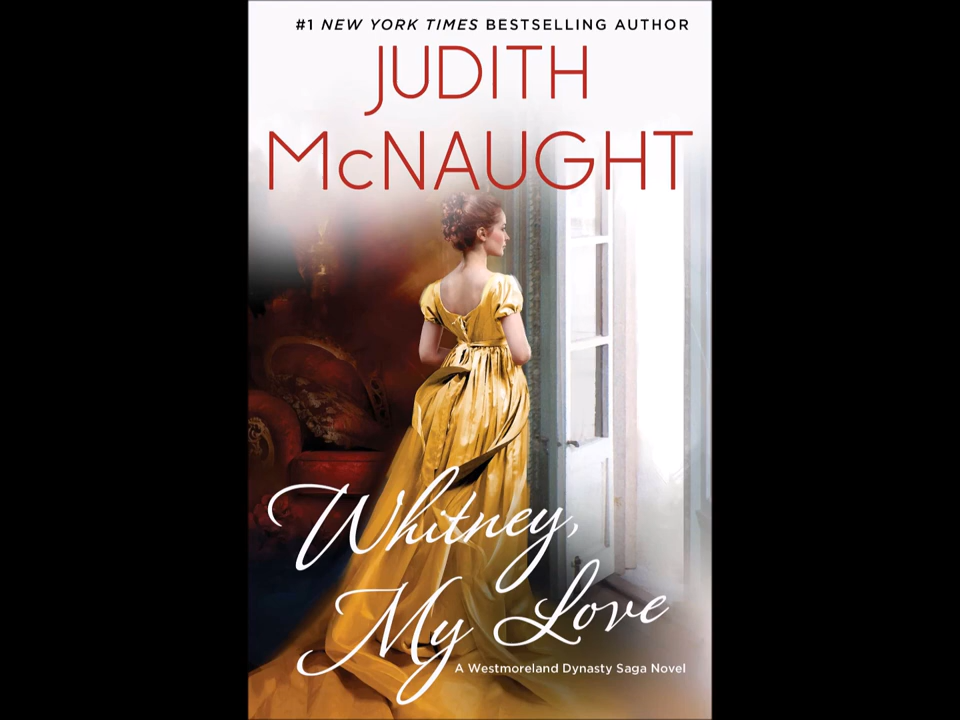 #1 NEW YORK TIMES BESTSELLING AUTHOR
JUDITH
McNAUGHT
Whitney,
My Love
A Westmoreland Dynasty Saga Novel